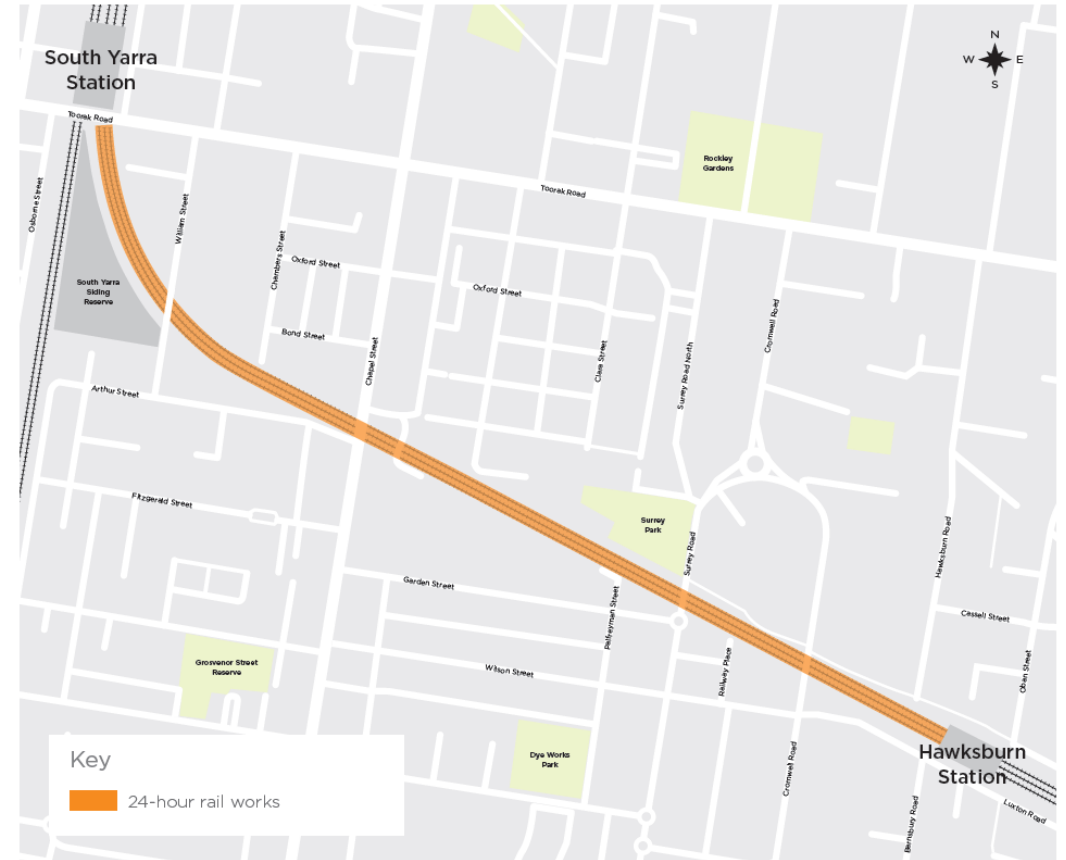 South Yarra
Station
N
W E
S
Toorak Road
Rockley
Gardens
Toorak Road
Osborne Street
William Street
Chambers Street
Oxford Street
South Yarra
Siding
Reserve
Oxford Street
Bond Street
Chapel Street
Clara Street
Surrey Road North
Cromwell Road
Arthur Street
Fitzgerald Street
Surrey
Park
Surrey Road
Hawksburn Road
Garden Street
Palfreyman Street
Cassell Street
Grosvenor Street
Reserve
Wilson Street
Railway Place
Oban Street
Dye Works
Park
Cromwell Road
Hawksburn
Station
Luxton Road
Barnsbury Road
Key
24-hour rail works